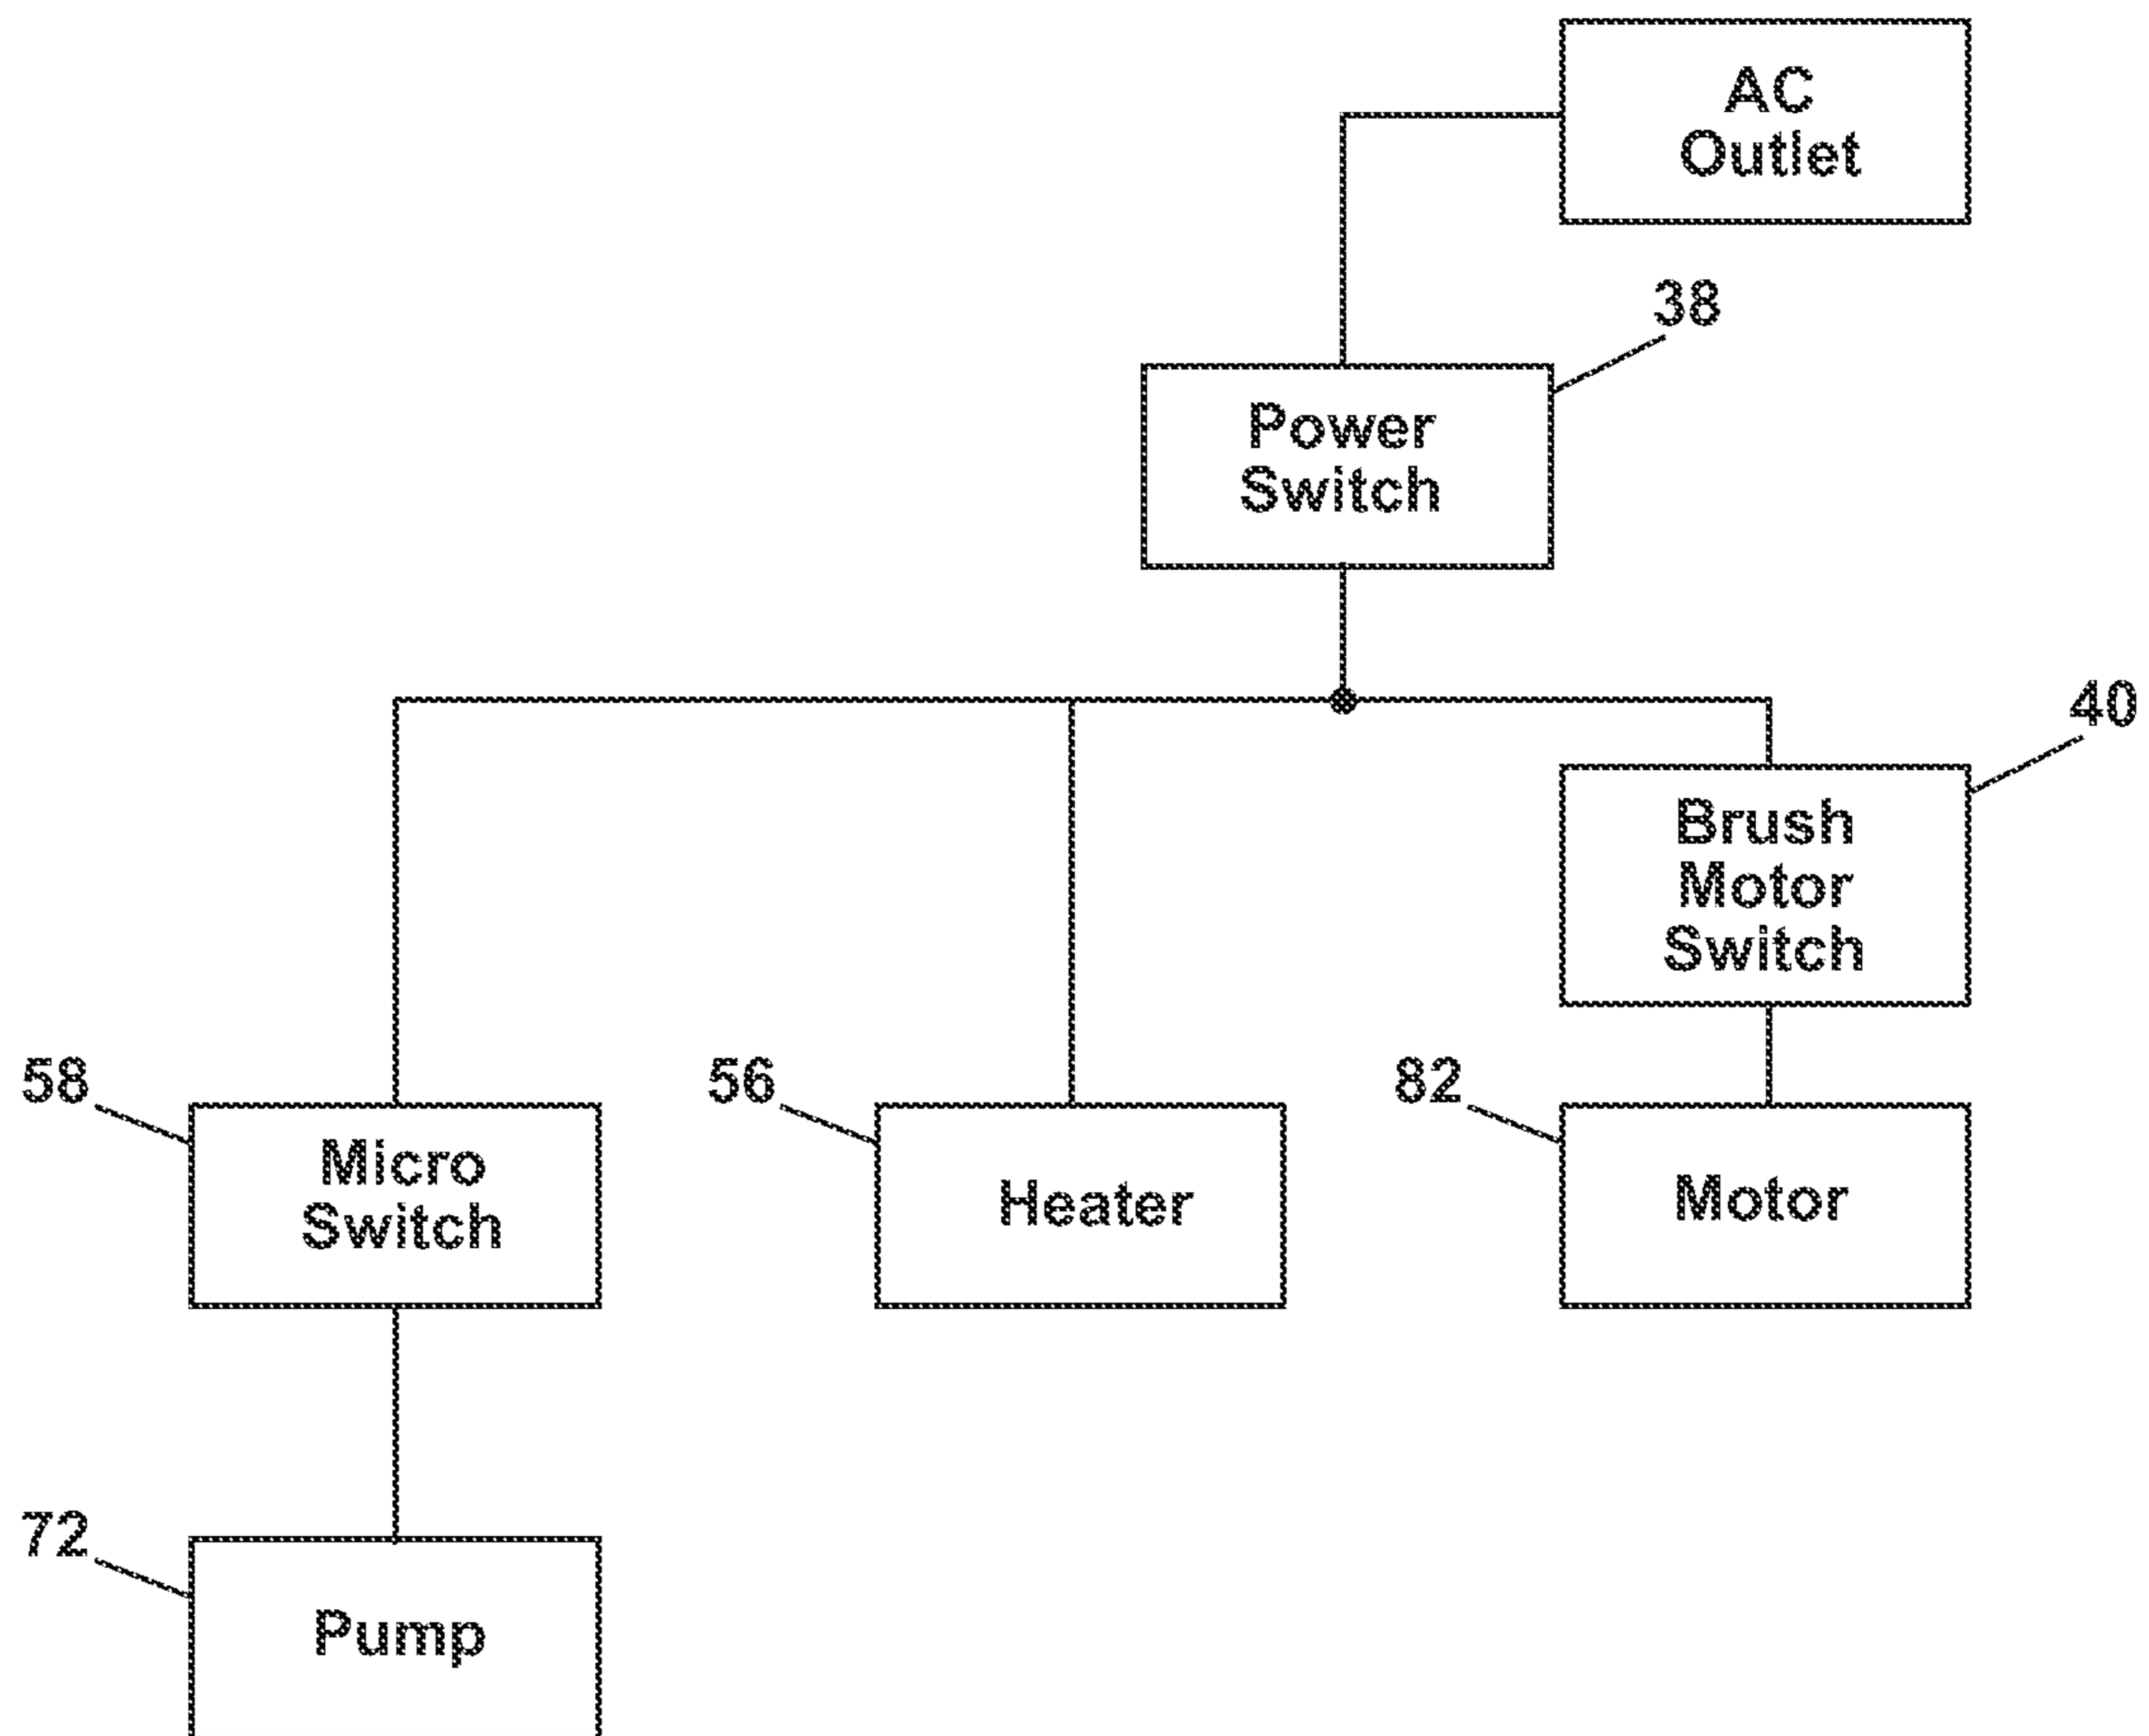 AC
Outlet
38
Power
Switch
40
Brush
Motor
Switch
58
Micro
Switch
56
Heater
82
Motor
72
Pump